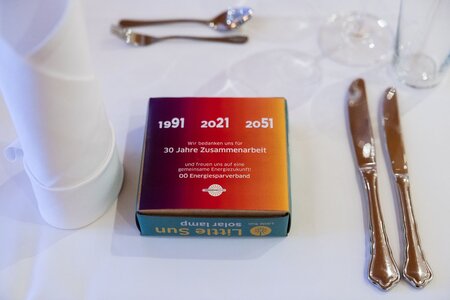 1991 2021 2051
Wir bedanken uns für
30 Jahre Zusammenarbeit
und freuen uns auf eine
gemeinsame Energiezukunft!
OÖ Energiesparverband
Little Sun
solar lamp